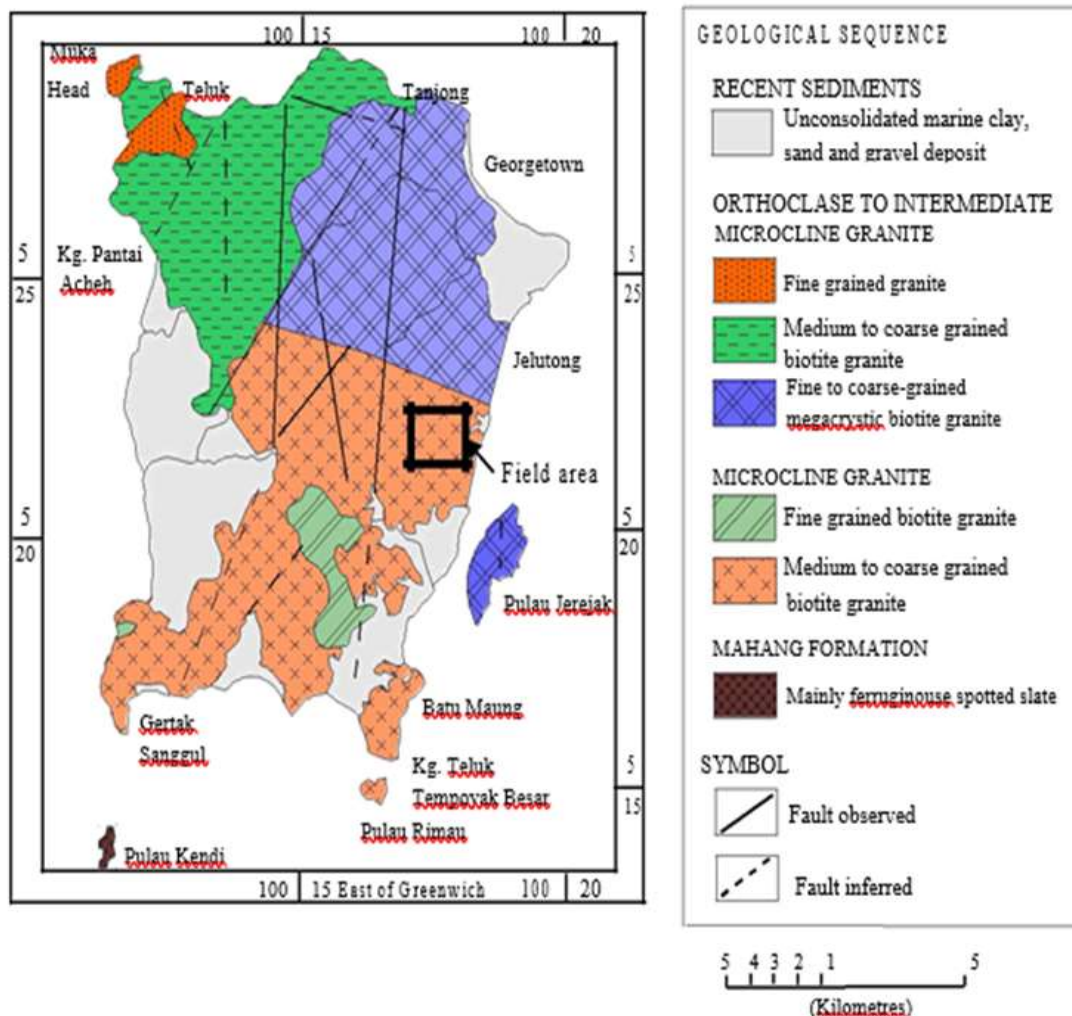 100 15
100 20
Muka
Head
Teluk
Tanjong
Georgetown
5
25
Kg. Pantai
Acheh
5
25
Jelutong
Field area
5
20
5
20
Pulau Jerejak
Gertak
Sanggul
Batu Maung
Kg. Teluk
Tempoyak Besar
Pulau Rimau
5
15
Pulau Kendi
100 15 East of Greenwich 100 20
GEOLOGICAL SEQUENCE
RECENT SEDIMENTS
Unconsolidated marine clay,
sand and gravel deposit
ORTHOCLASE TO INTERMEDIATE
MICROCLINE GRANITE
Fine grained granite
Medium to coarse grained
biotite granite
Fine to coarse-grained
megacrystic biotite granite
MICROCLINE GRANITE
Fine grained biotite granite
Medium to coarse grained
biotite granite
MAHANG FORMATION
Mainly ferruginouse spotted slate
SYMBOL
Fault observed
Fault inferred
5 4 3 2 1 5
(Kilometres)